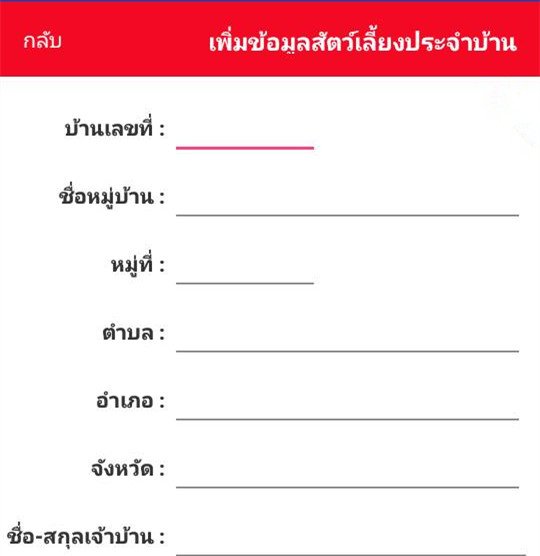 กลับ เพิ่มข้อมูลสัตว์เลี้ยงประจำบ้าน
บ้านเลขที่ :
ชื่อหมู่บ้าน :
หมู่ที่ :
ตำบล :
อำเภอ :
จังหวัด :
ชื่อ-สกุลเจ้าบ้าน :